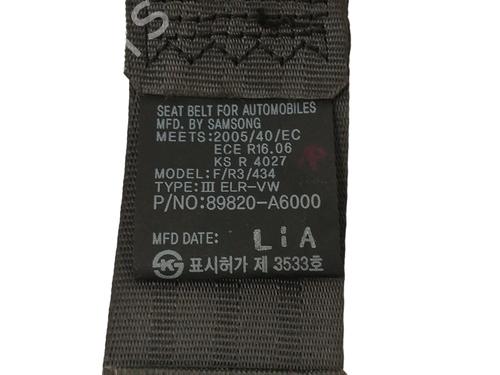 SEAT BELT FOR AUTOMOBILES
MFD. BY SAMSONG
MEETS:2005/40/EC
ECE R16.06
KS R 4027
MODEL:F/R3/434
TYPE:Ⅲ ELR-VW
P/NO:89820-A6000
MFD DATE: LiA
표시허가 제 3533호